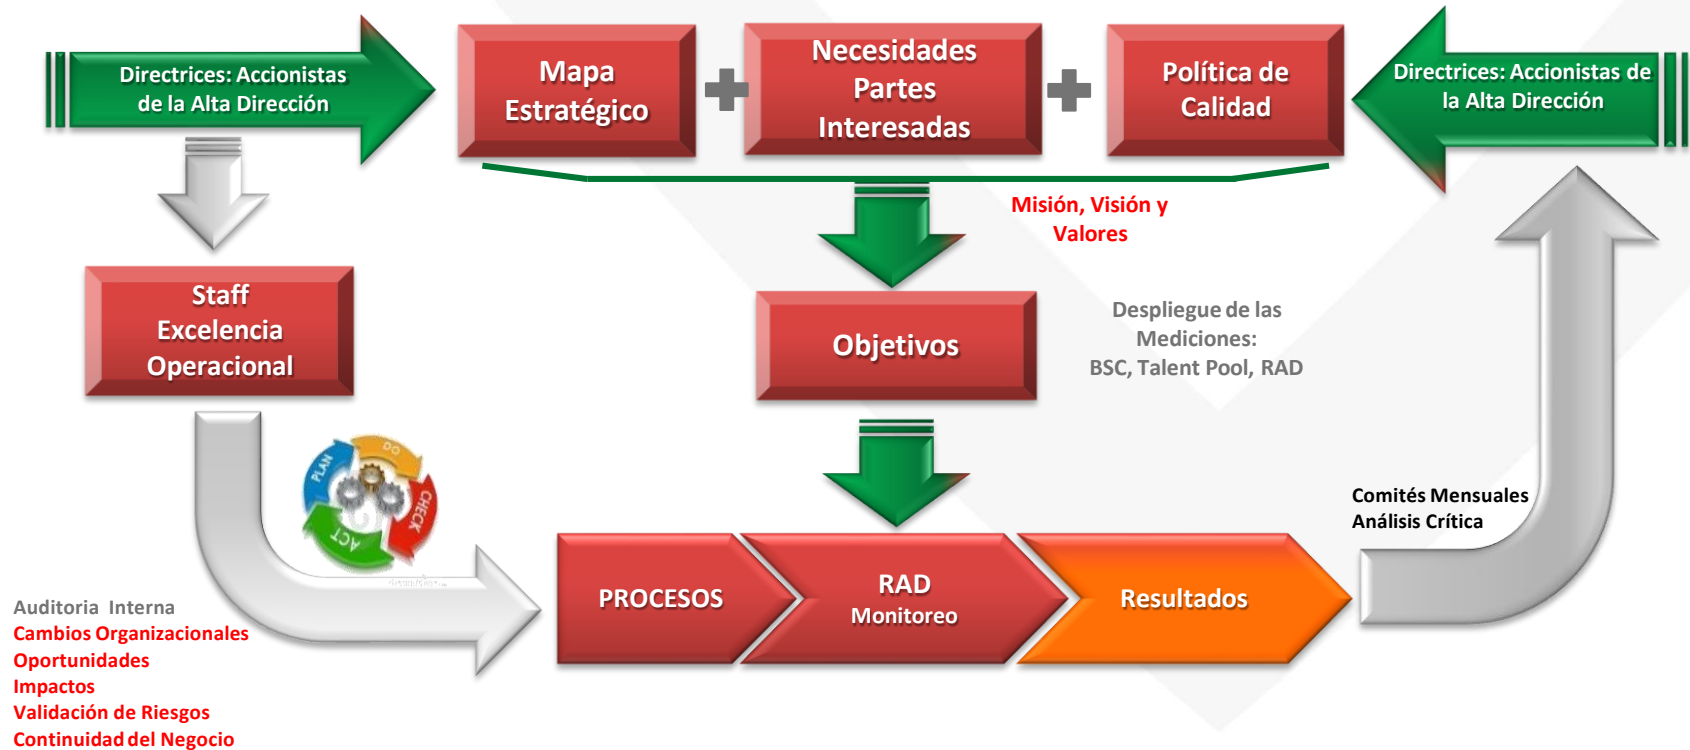 Directrices: Accionistas
de la Alta Dirección
Mapa
Estratégico
Necesidades
Partes
Interesadas
Política de
Calidad
Directrices: Accionistas de
la Alta Dirección
Misión, Visión y
Valores
Staff
Excelencia
Operacional
Objetivos
Despliegue de las
Mediciones:
BSC, Talent Pool, RAD
PLAN
DO
CHECK
ACT
Comités Mensuales
Análisis Crítica
PROCESOS
RAD
Monitoreo
Resultados
Auditoria Interna
Cambios Organizacionales
Oportunidades
Impactos
Validación de Riesgos
Continuidad del Negocio